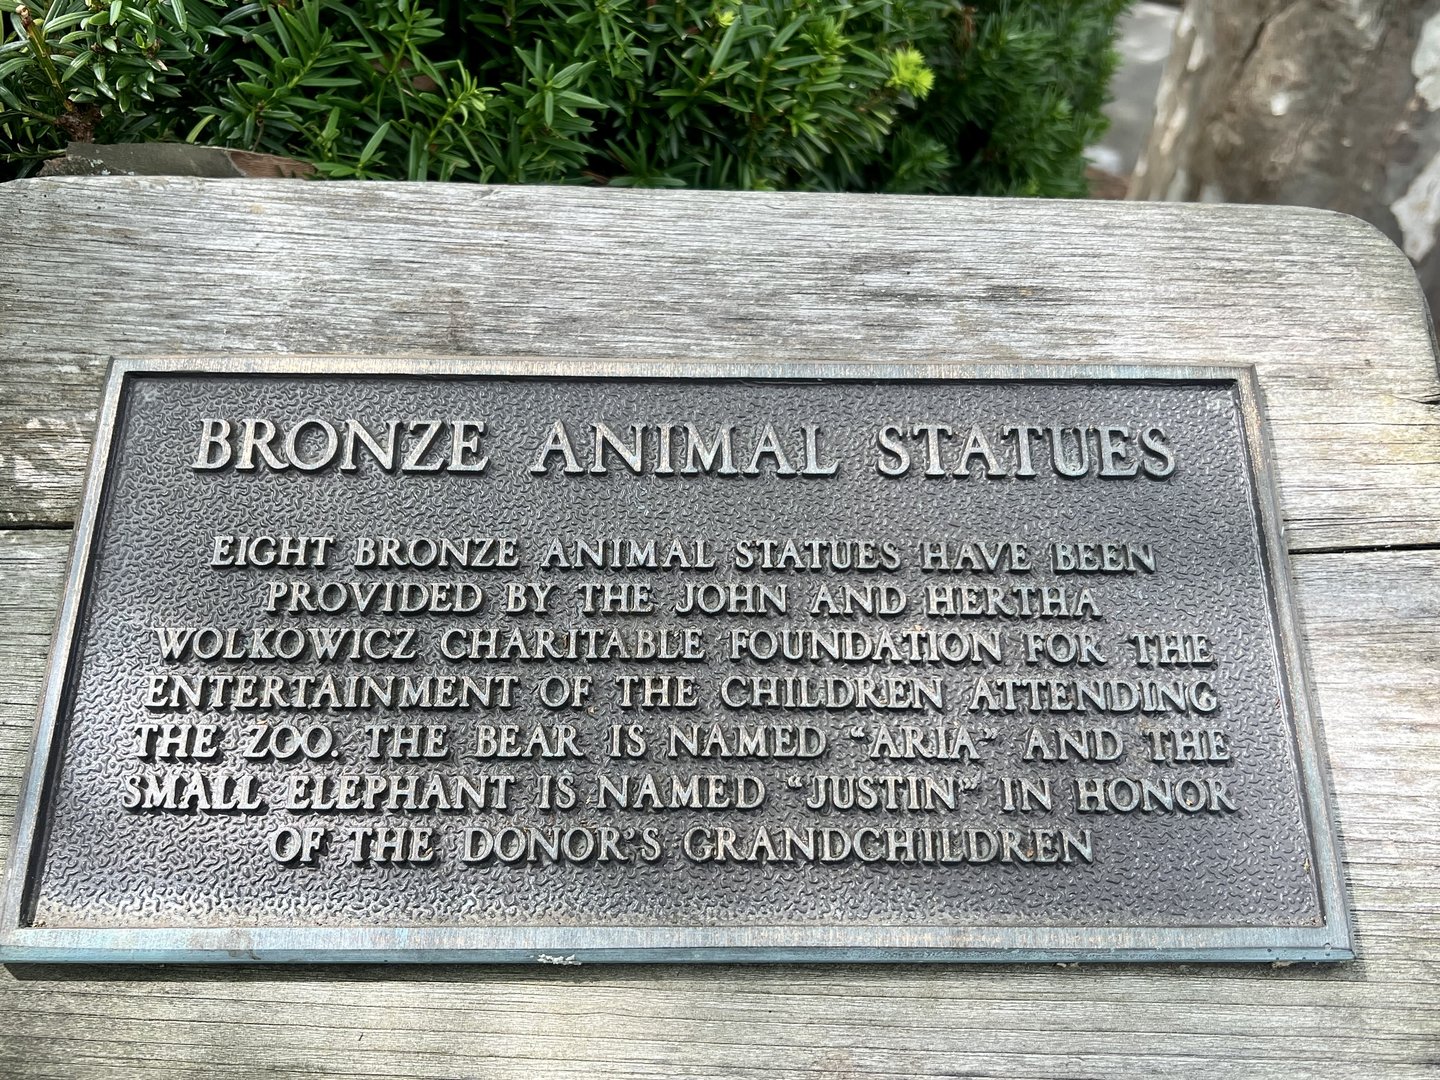 BRONZE ANIMAL STATUES
EIGHT BRONZE ANIMAL STATUES HAVE BEEN
PROVIDED BY THE JOHN AND HERTHA
WOLKOWICZ CHARITABLE FOUNDATION FOR THE
ENTERTAINMENT OF THE CHILDREN ATTENDING
THE ZOO. THE BEAR IS NAMED “ARIA” AND THE
SMALL ELEPHANT IS NAMED “JUSTIN” IN HONOR
OF THE DONOR'S GRANDCHILDREN